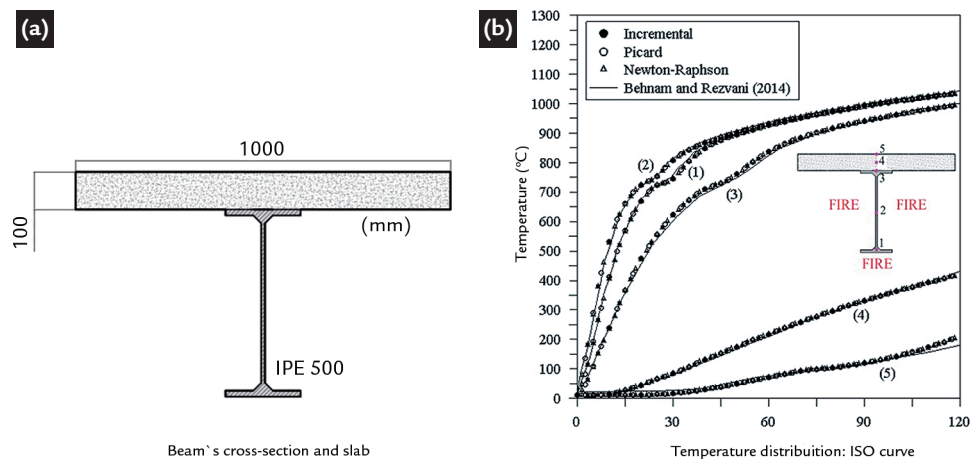 (a)
1000
(mm)
100
IPE 500
Beam`s cross-section and slab
(b)
1300
1200
1100
1000
900
800
700
600
500
400
300
200
100
0
Temperature (°C)
Incremental
Picard
Newton-Raphson
Behnam and Rezvani (2014)
(2)
(1)
(3)
(4)
(5)
5
4
3
2
1
FIRE
FIRE
FIRE
0
30
60
90
120
Temperature distribuition: ISO curve